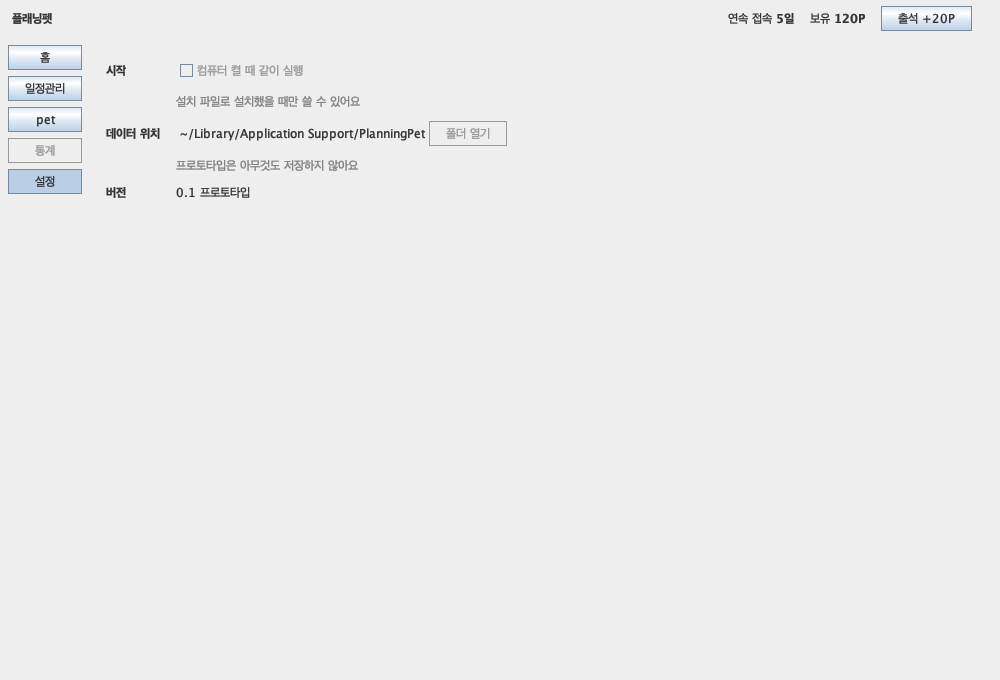 플래닝펫
연속 접속 5일 보유 120P 출석 +20P
홈
일정관리
pet
통계
설정
시작 컴퓨터 켤 때 같이 실행
설치 파일로 설치했을 때만 쓸 수 있어요
데이터 위치 ~/Library/Application Support/PlanningPet 폴더 열기
프로토타입은 아무것도 저장하지 않아요
버전 0.1 프로토타입